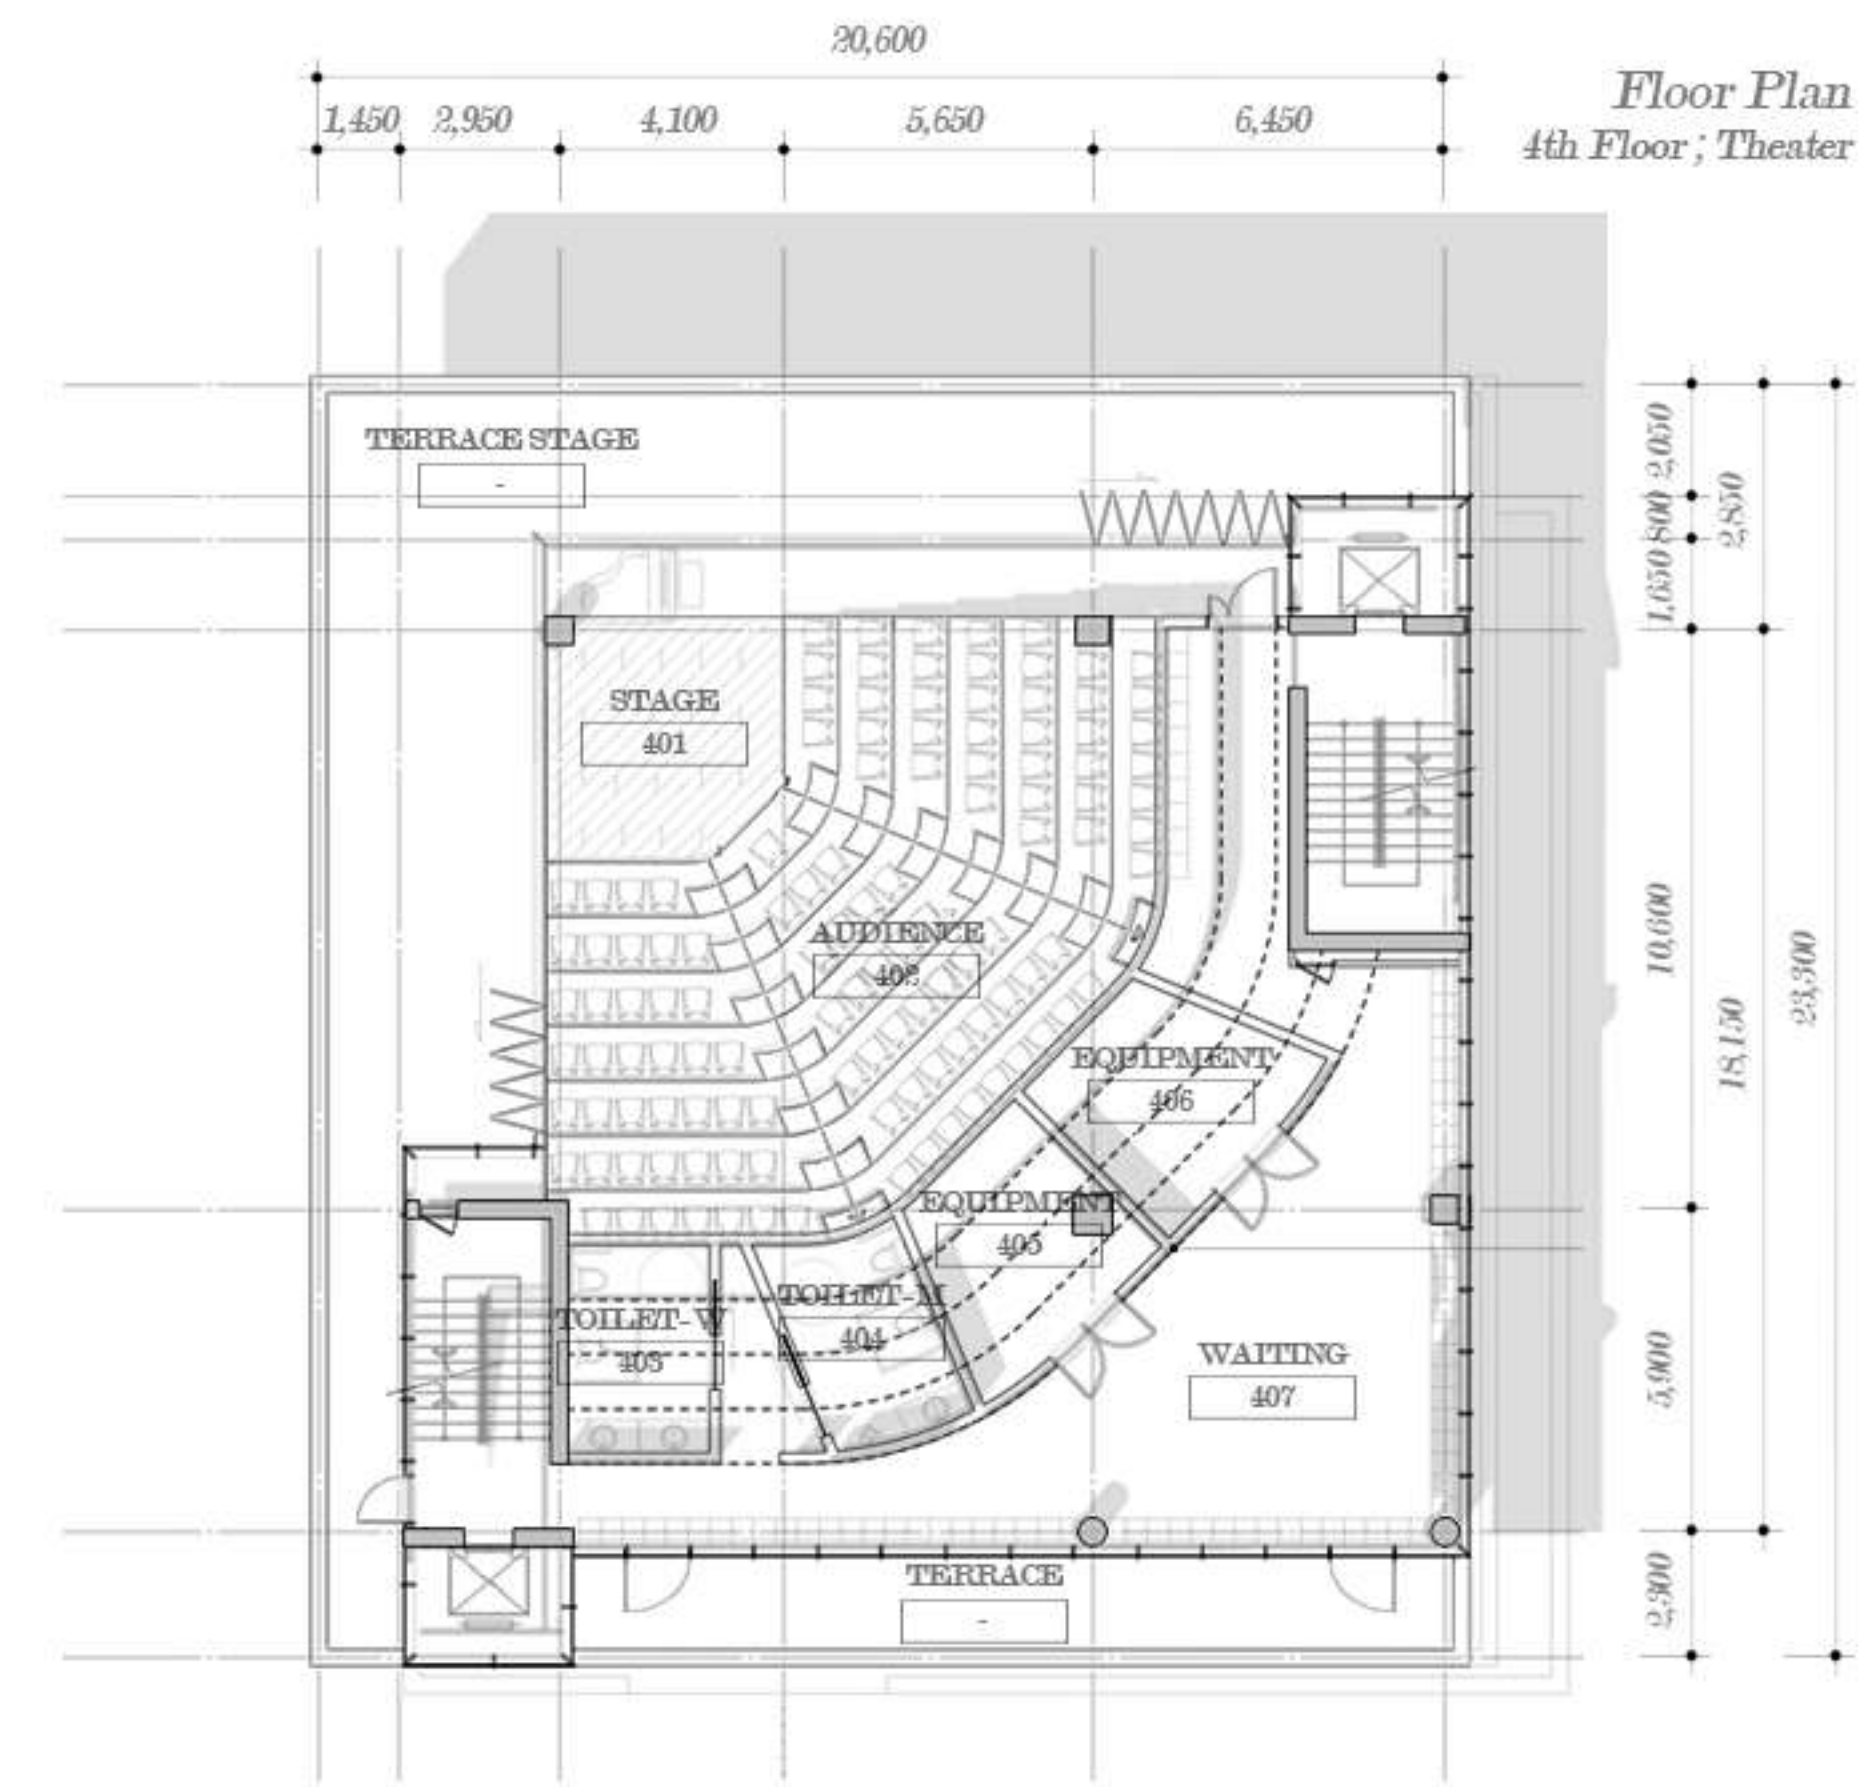 20,600
1,450 2,950 4,100 5,650 6,450
Floor Plan
4th Floor ; Theater
TERRACE STAGE
-
2,050
800
2,850
1,650
STAGE
401
AUDIENCE
402
10,600
23,300
18,150
EQUIPMENT
406
EQUIPMENT
405
TOILET-M
404
TOILET-W
403
WAITING
407
5,900
TERRACE
-
2,300